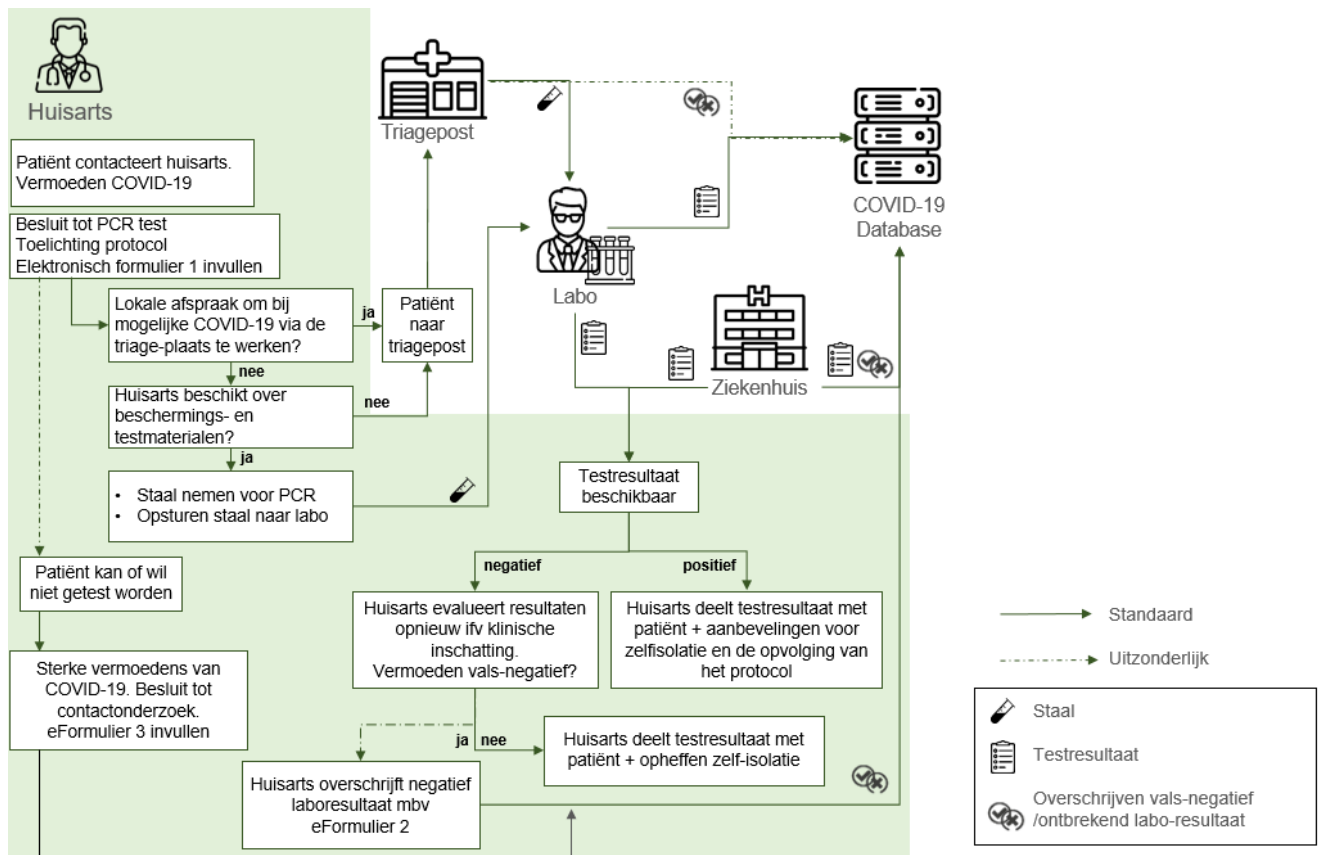 Huisarts
Patiënt contacteert huisarts.
Vermoeden COVID-19
Besluit tot PCR test
Toelichting protocol
Elektronisch formulier 1 invullen
Lokale afspraak om bij
mogelijke COVID-19 via de
triage-plaats te werken?
ja
nee
Patiënt
naar
triagepost
Huisarts beschikt over
beschermings- en
testmaterialen?
nee
ja
• Staal nemen voor PCR
• Opsturen staal naar labo
Triagepost
Labo
COVID-19
Database
H
Ziekenhuis
Testresultaat
beschikbaar
negatief
positief
Patiënt kan of wil
niet getest worden
Sterke vermoedens van
COVID-19. Besluit tot
contactonderzoek.
eFormulier 3 invullen
Huisarts evalueert resultaten
opnieuw ifv klinische
inschatting.
Vermoeden vals-negatief?
Huisarts deelt testresultaat met
patiënt + aanbevelingen voor
zelfisolatie en de opvolging van
het protocol
ja
nee
Huisarts deelt testresultaat met
patiënt + opheffen zelf-isolatie
Huisarts overschrijft negatief
laboresultaat mbv
eFormulier 2
Standaard
Uitzonderlijk
Staal
Testresultaat
Overschrijven vals-negatief
/ontbrekend labo-resultaat